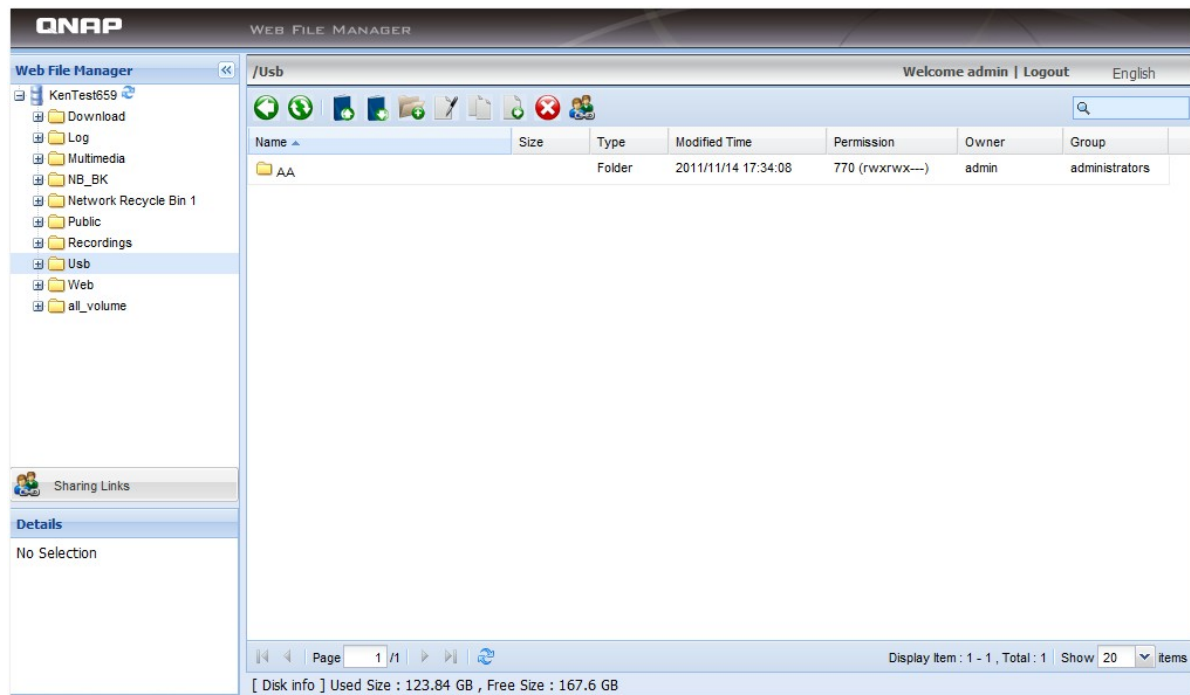 QNAP WEB FILE MANAGER
Web File Manager
KenTest659
Download
Log
Multimedia
NB_BK
Network Recycle Bin 1
Public
Recordings
Usb
Web
all_volume
Sharing Links
Details
No Selection
/Usb Welcome admin | Logout English
Name Size Type Modified Time Permission Owner Group
AA Folder 2011/11/14 17:34:08 770 (rwxrwx---) admin administrators
Page 1 /1 Display Item : 1 - 1 , Total : 1 Show 20 items
[ Disk info ] Used Size : 123.84 GB , Free Size : 167.6 GB